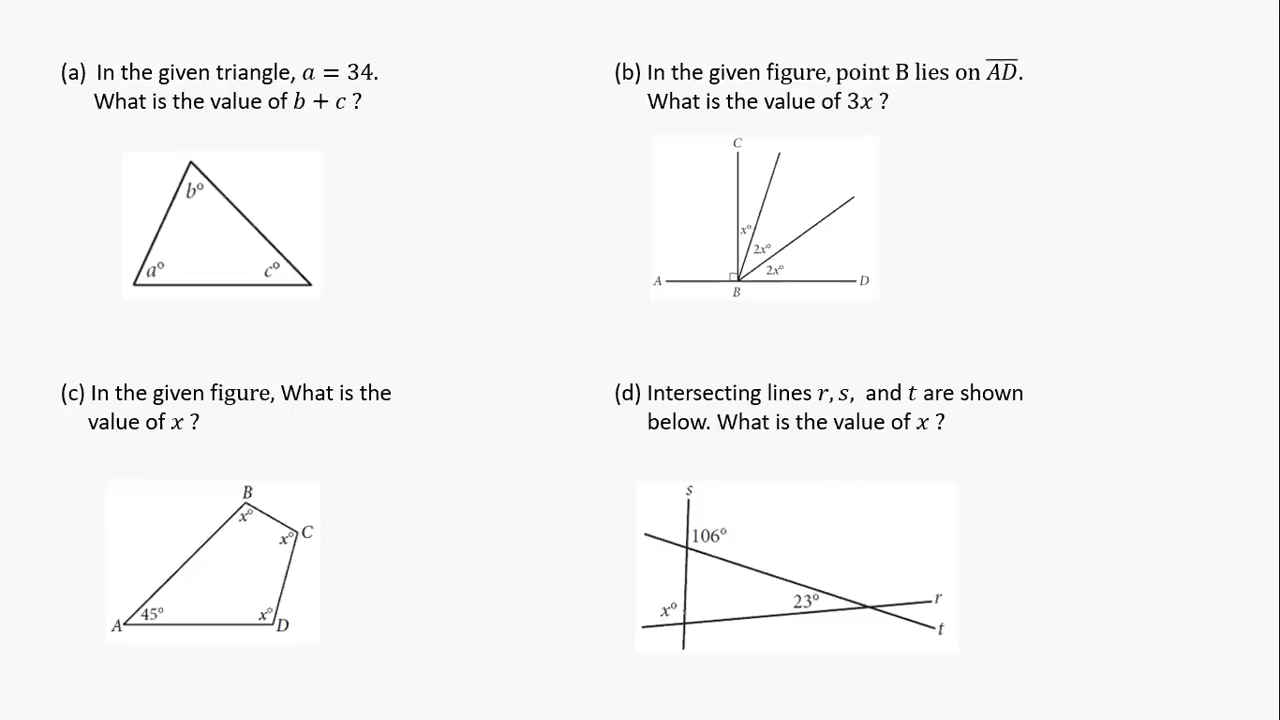 (a) In the given triangle, a = 34.
What is the value of b + c ?
b°
a°
c°
(b) In the given figure, point B lies on A̅D̅.
What is the value of 3x ?
C
x°
2x°
2x°
A
D
B
(c) In the given figure, What is the
value of x ?
B
x°
x° C
45°
x°
A
D
(d) Intersecting lines r, s, and t are shown
below. What is the value of x ?
s
106°
x°
23°
r
t